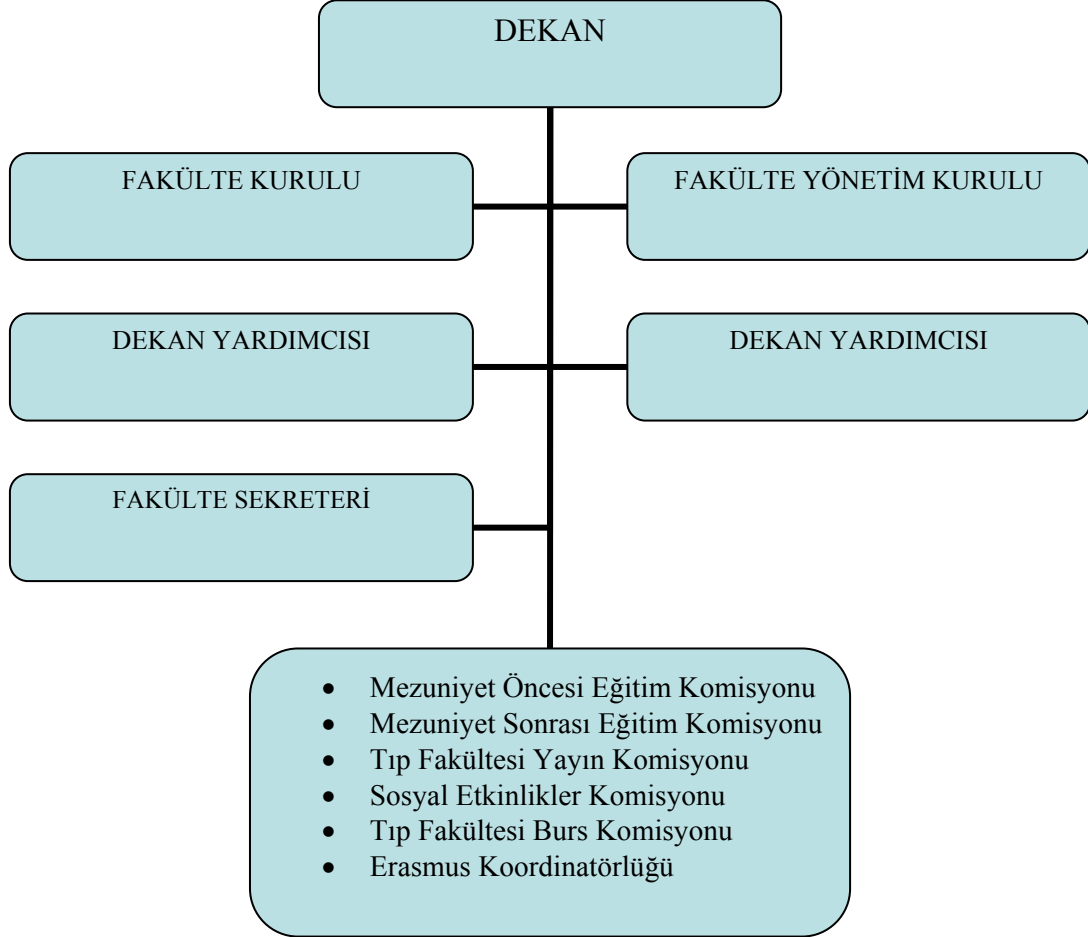 DEKAN
FAKÜLTE KURULU
FAKÜLTE YÖNETİM KURULU
DEKAN YARDIMCISI
DEKAN YARDIMCISI
FAKÜLTE SEKRETERİ
• Mezuniyet Öncesi Eğitim Komisyonu
• Mezuniyet Sonrası Eğitim Komisyonu
• Tıp Fakültesi Yayın Komisyonu
• Sosyal Etkinlikler Komisyonu
• Tıp Fakültesi Burs Komisyonu
• Erasmus Koordinatörlüğü